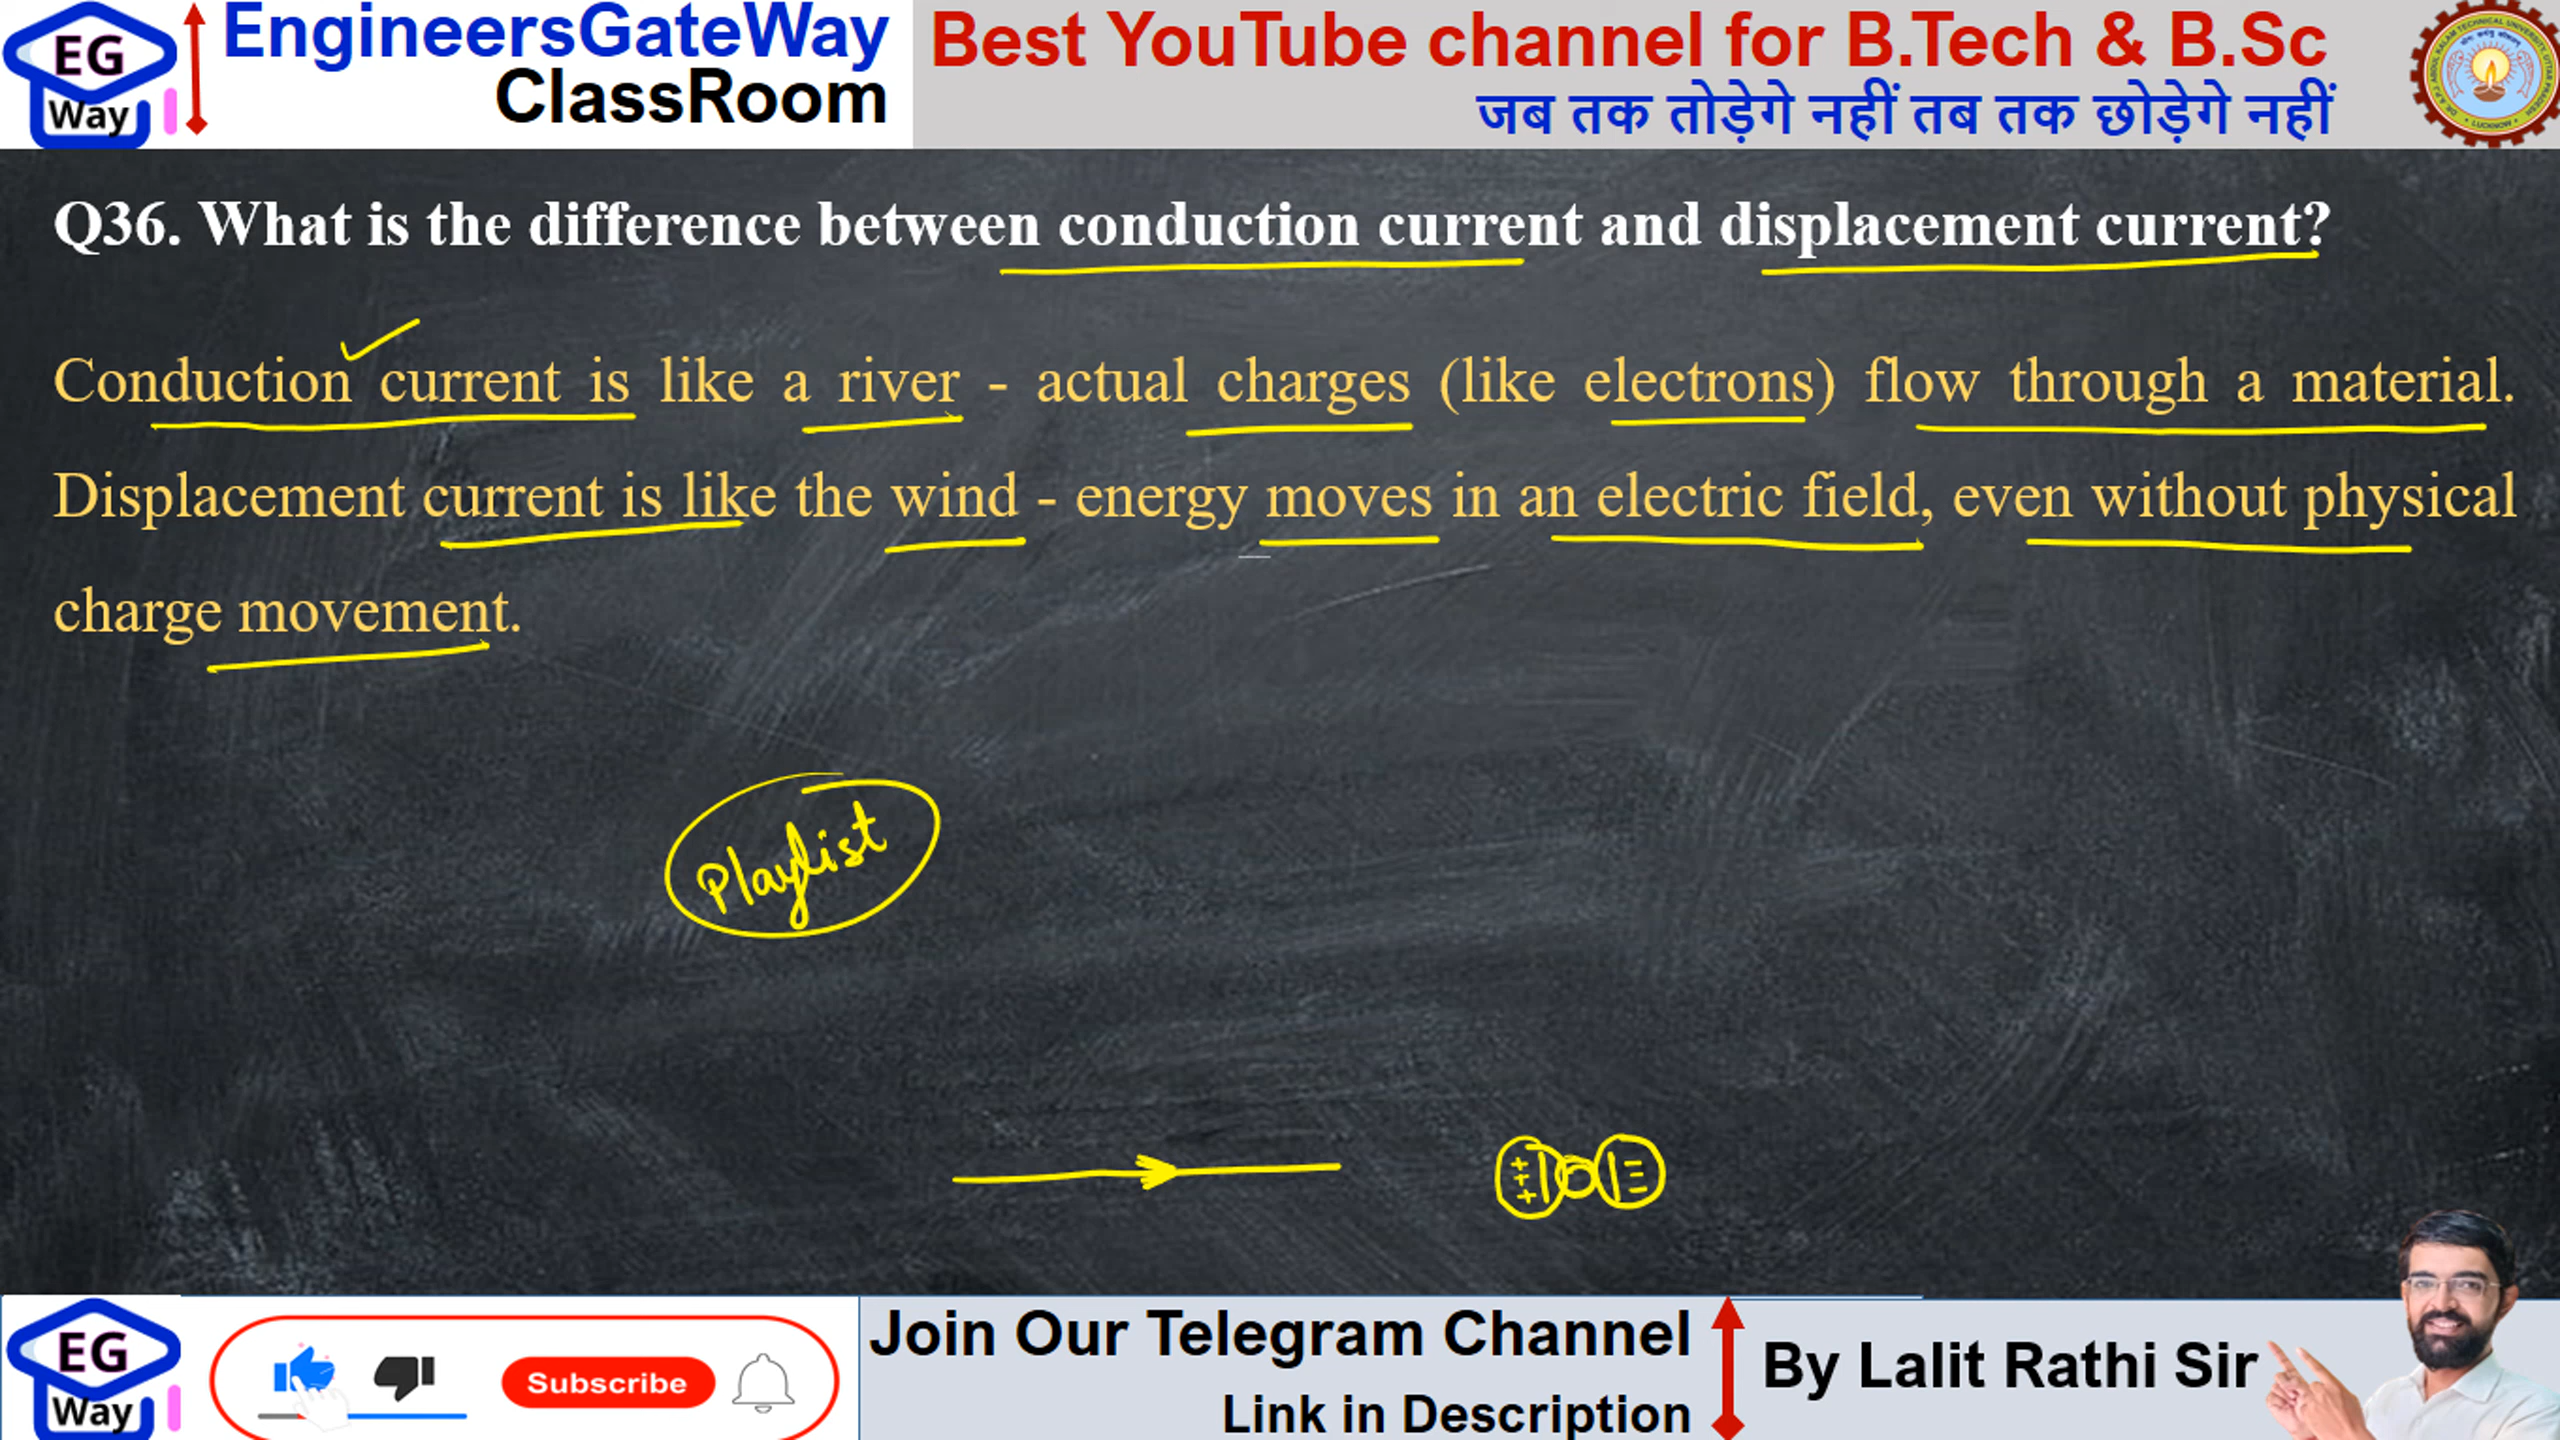 EG
Way
EngineersGateWay
ClassRoom
Best YouTube channel for B.Tech & B.Sc
जब तक तोड़ेगे नहीं तब तक छोड़ेगे नहीं
Q36. What is the difference between conduction current and displacement current?
Conduction current is like a river - actual charges (like electrons) flow through a material.
Displacement current is like the wind - energy moves in an electric field, even without physical
charge movement.
Playlist
EG
Way
Subscribe
Join Our Telegram Channel
Link in Description
By Lalit Rathi Sir